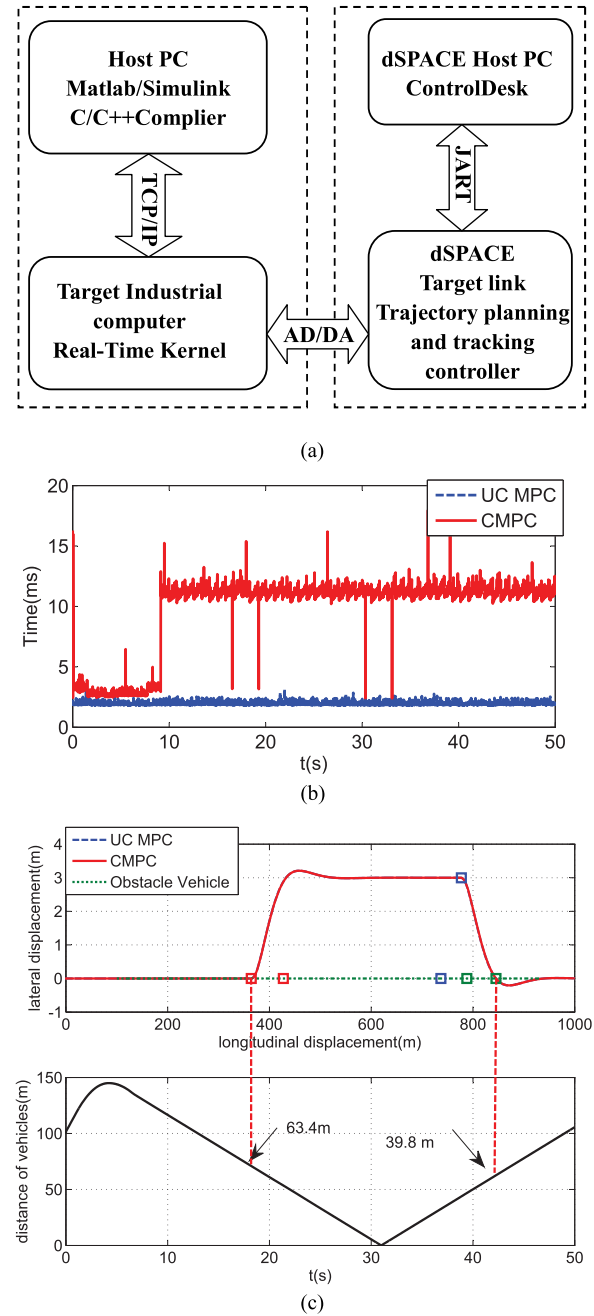 Host PC
Matlab/Simulink
C/C++Complier
dSPACE Host PC
ControlDesk
TCP/IP
JART
Target Industrial
computer
Real-Time Kernel
AD/DA
dSPACE
Target link
Trajectory planning
and tracking
controller
(a)
20
15
10
5
0
Time(ms)
UC MPC
CMPC
0
10
20
30
40
50
t(s)
(b)
UC MPC
CMPC
Obstacle Vehicle
4
3
2
1
0
-1
lateral displacement(m)
0
200
400
600
800
1000
longitudinal displacement(m)
150
100
50
0
distance of vehicles(m)
63.4m
39.8 m
0
10
20
30
40
50
t(s)
(c)